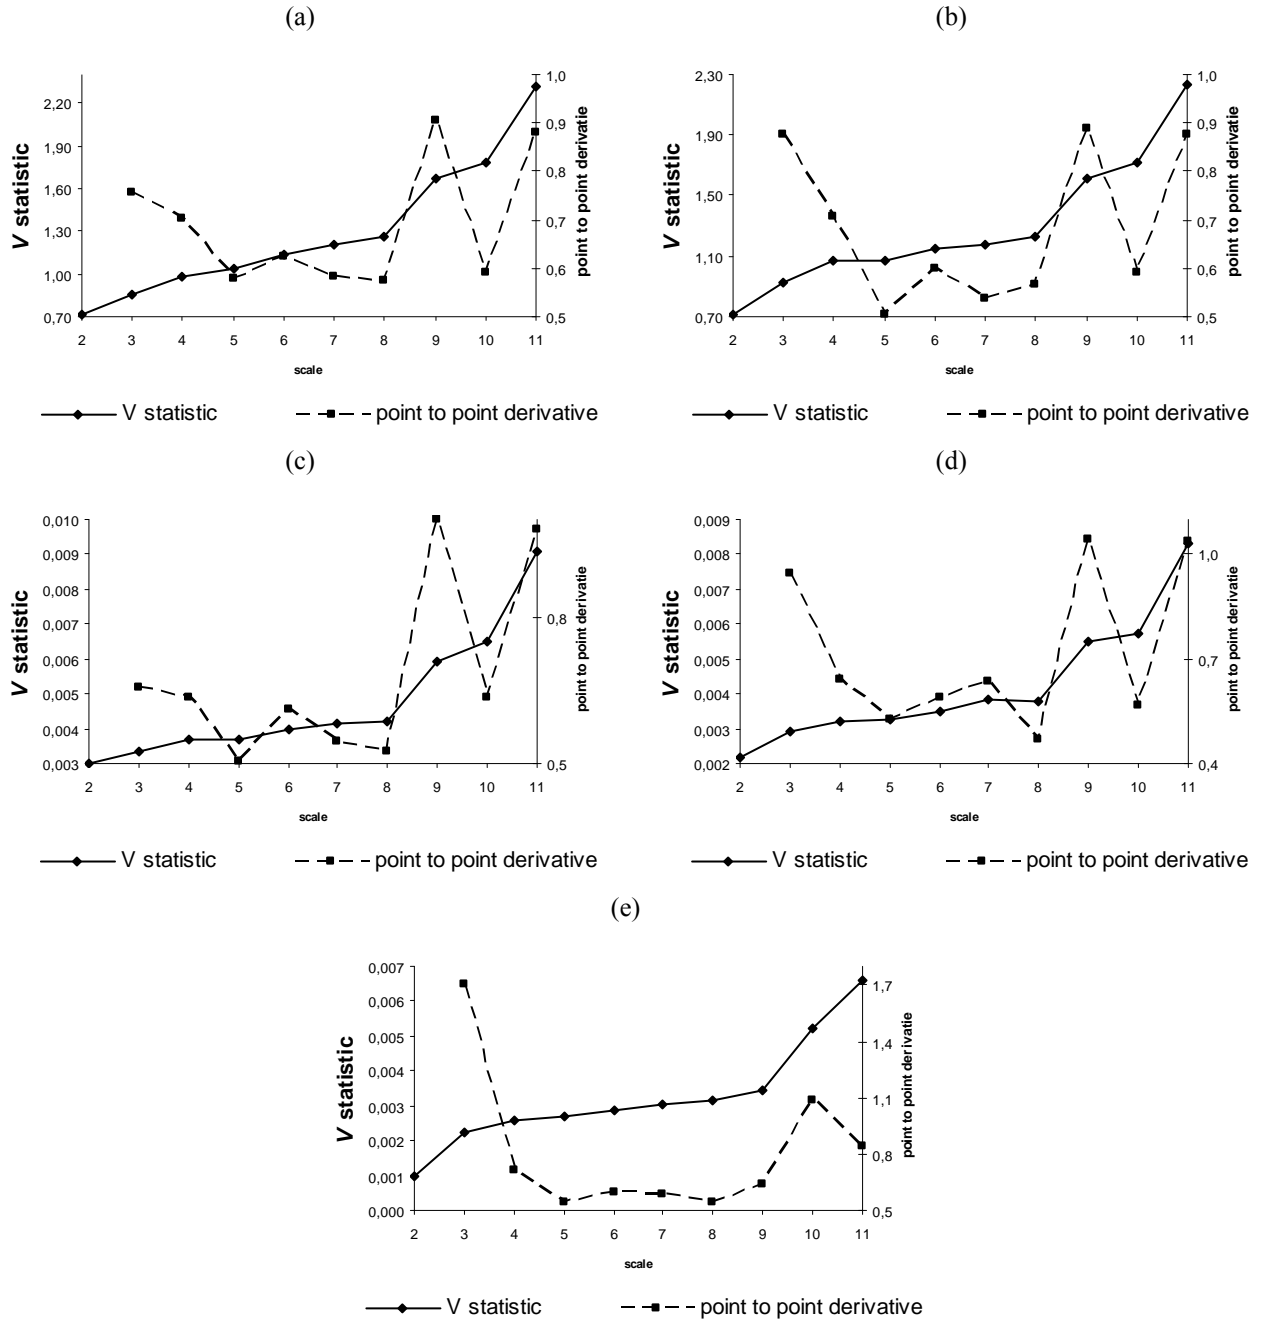 (a)
(b)
2,20
1,90
1,60
1,30
1,00
0,70
V statistic
1,0
0,9
0,8
0,7
0,6
0,5
point to point derivatie
2 3 4 5 6 7 8 9 10 11
scale
V statistic point to point derivative
2,30
1,90
1,50
1,10
0,70
V statistic
1,0
0,9
0,8
0,7
0,6
0,5
point to point derivatie
2 3 4 5 6 7 8 9 10 11
scale
V statistic point to point derivative
(c)
(d)
0,010
0,009
0,008
0,007
0,006
0,005
0,004
0,003
V statistic
0,8
0,5
point to point derivatie
2 3 4 5 6 7 8 9 10 11
scale
V statistic point to point derivative
0,009
0,008
0,007
0,006
0,005
0,004
0,003
0,002
V statistic
1,0
0,7
0,4
point to point derivatie
2 3 4 5 6 7 8 9 10 11
scale
V statistic point to point derivative
(e)
0,007
0,006
0,005
0,004
0,003
0,002
0,001
0,000
V statistic
1,7
1,4
1,1
0,8
0,5
point to point derivatie
2 3 4 5 6 7 8 9 10 11
scale
V statistic point to point derivative